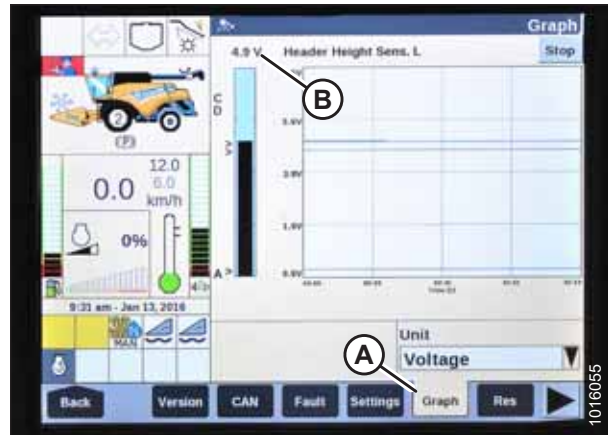 Graph
4.9 V
Header Height Sens. L
Stop
B
C
D
A
(P)
12.0
6.0
0.0
km/h
0%
9:31 am - Jan 13, 2016
MAN
Unit
A
Voltage
Back
Version
CAN
Fault
Settings
Graph
Res
1016055